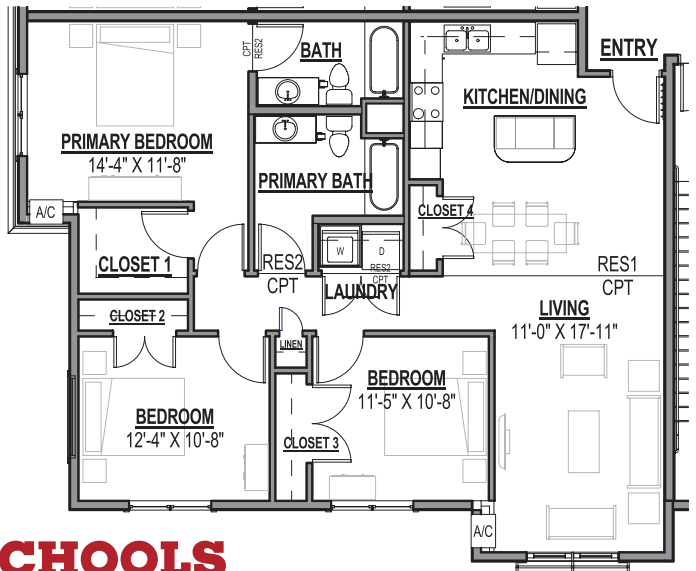 BATH
CPT
RES2
ENTRY
KITCHEN/DINING
PRIMARY BEDROOM
14'-4" X 11'-8"
PRIMARY BATH
A/C
CLOSET 4
CLOSET 1
RES2
CPT
W
D
RES2
CPT
LAUNDRY
RES1
CPT
CLOSET 2
LIVING
11'-0" X 17'-11"
LINEN
BEDROOM
12'-4" X 10'-8"
BEDROOM
11'-5" X 10'-8"
CLOSET 3
A/C
CHOOLS